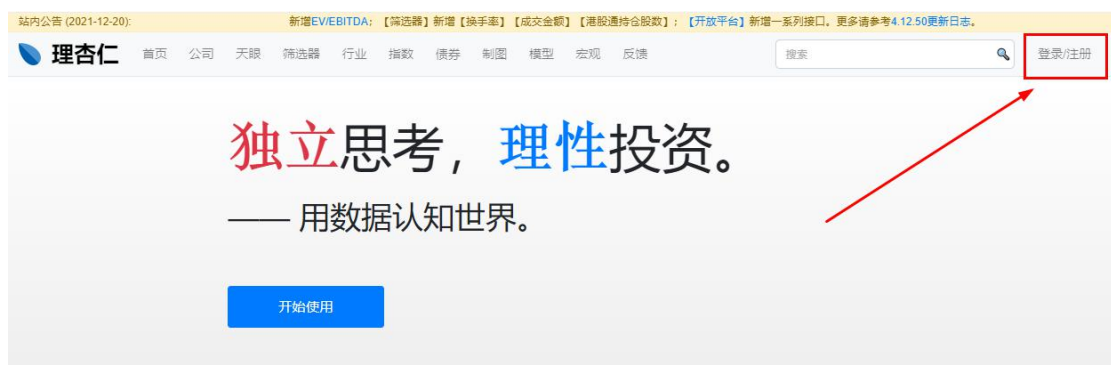 站内公告 (2021-12-20): 新增EV/EBITDA; 【筛选器】新增【换手率】【成交金额】【港股通持仓股数】; 【开放平台】新增一系列接口。更多请参考4.12.50更新日志。
理杏仁 首页 公司 天眼 筛选器 行业 指数 债券 制图 模型 宏观 反馈 搜索 登录/注册
独立思考，理性投资。
—— 用数据认知世界。
开始使用